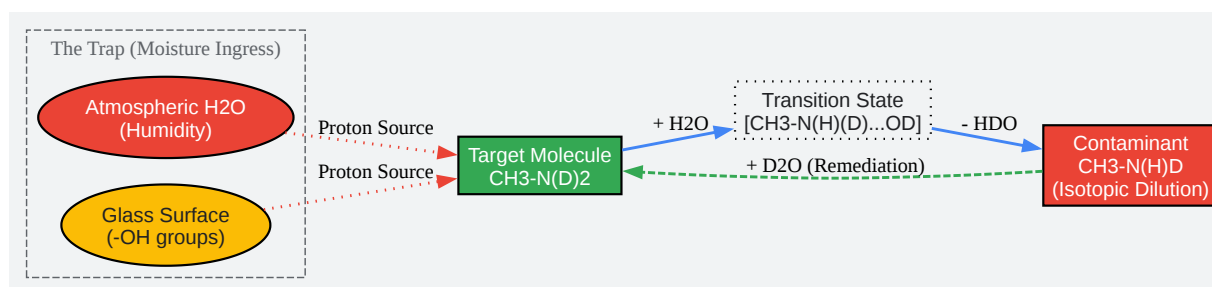 The Trap (Moisture Ingress)
Atmospheric H2O
(Humidity)
Glass Surface
(-OH groups)
Proton Source
Proton Source
Target Molecule
CH3-N(D)2
+ H2O
Transition State
[CH3-N(H)(D)...OD]
- HDO
+ D2O (Remediation)
Contaminant
CH3-N(H)D
(Isotopic Dilution)